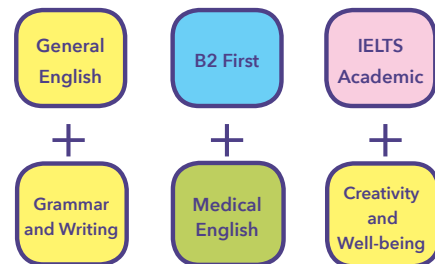 General
English
B2 First
IELTS
Academic
+
+
+
Grammar
and Writing
Medical
English
Creativity
and
Well-being